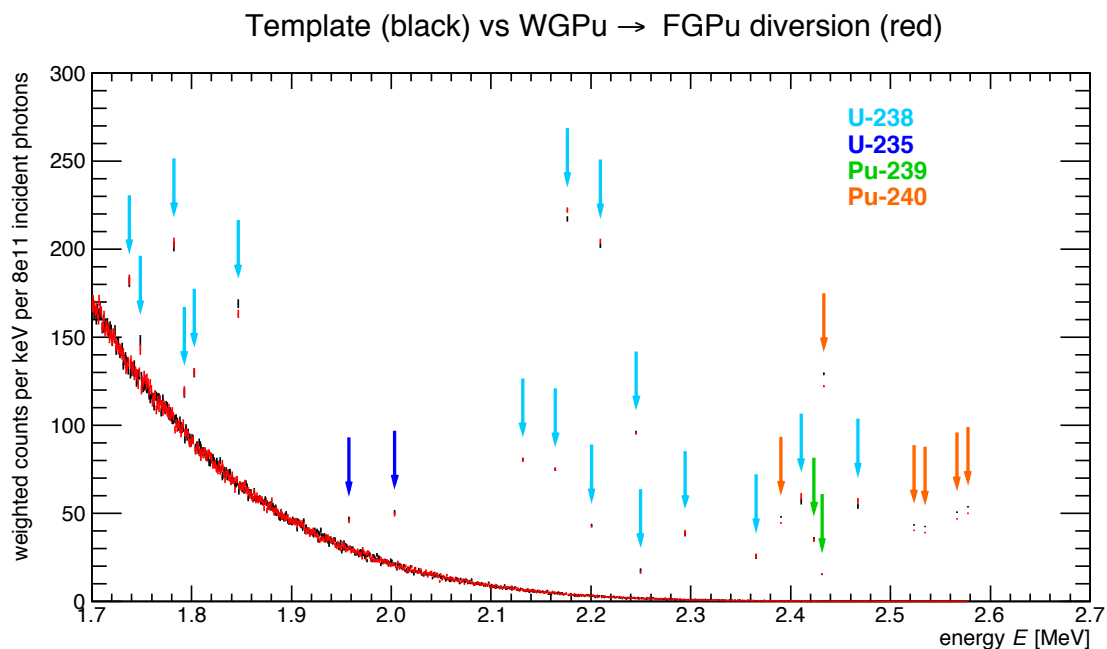 Template (black) vs WGPu → FGPu diversion (red)
weighted counts per keV per 8e11 incident photons
300
250
200
150
100
50
0
U-238
U-235
Pu-239
Pu-240
1.7 1.8 1.9 2.0 2.1 2.2 2.3 2.4 2.5 2.6 2.7
energy E [MeV]